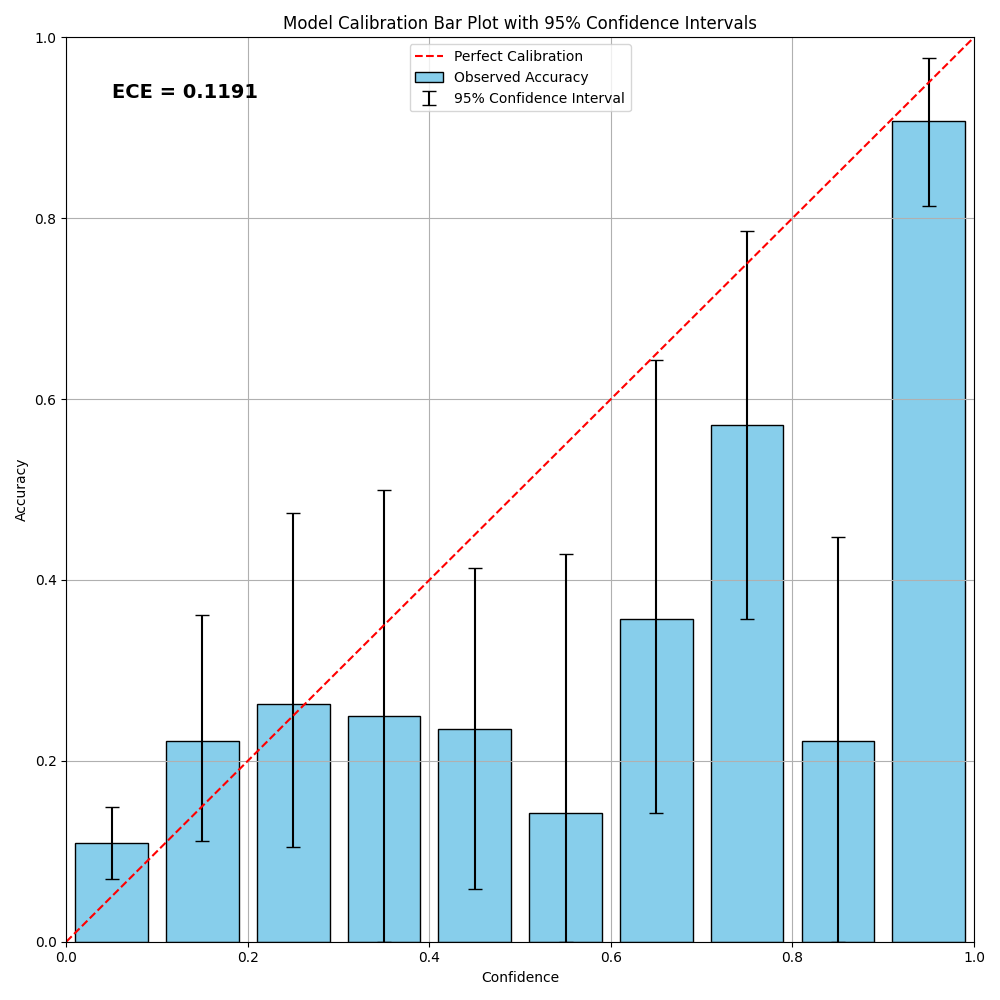 Model Calibration Bar Plot with 95% Confidence Intervals
Perfect Calibration
Observed Accuracy
95% Confidence Interval
ECE = 0.1191
1.0
0.8
0.6
0.4
0.2
0.0
Accuracy
0.0 0.2 0.4 0.6 0.8 1.0
Confidence